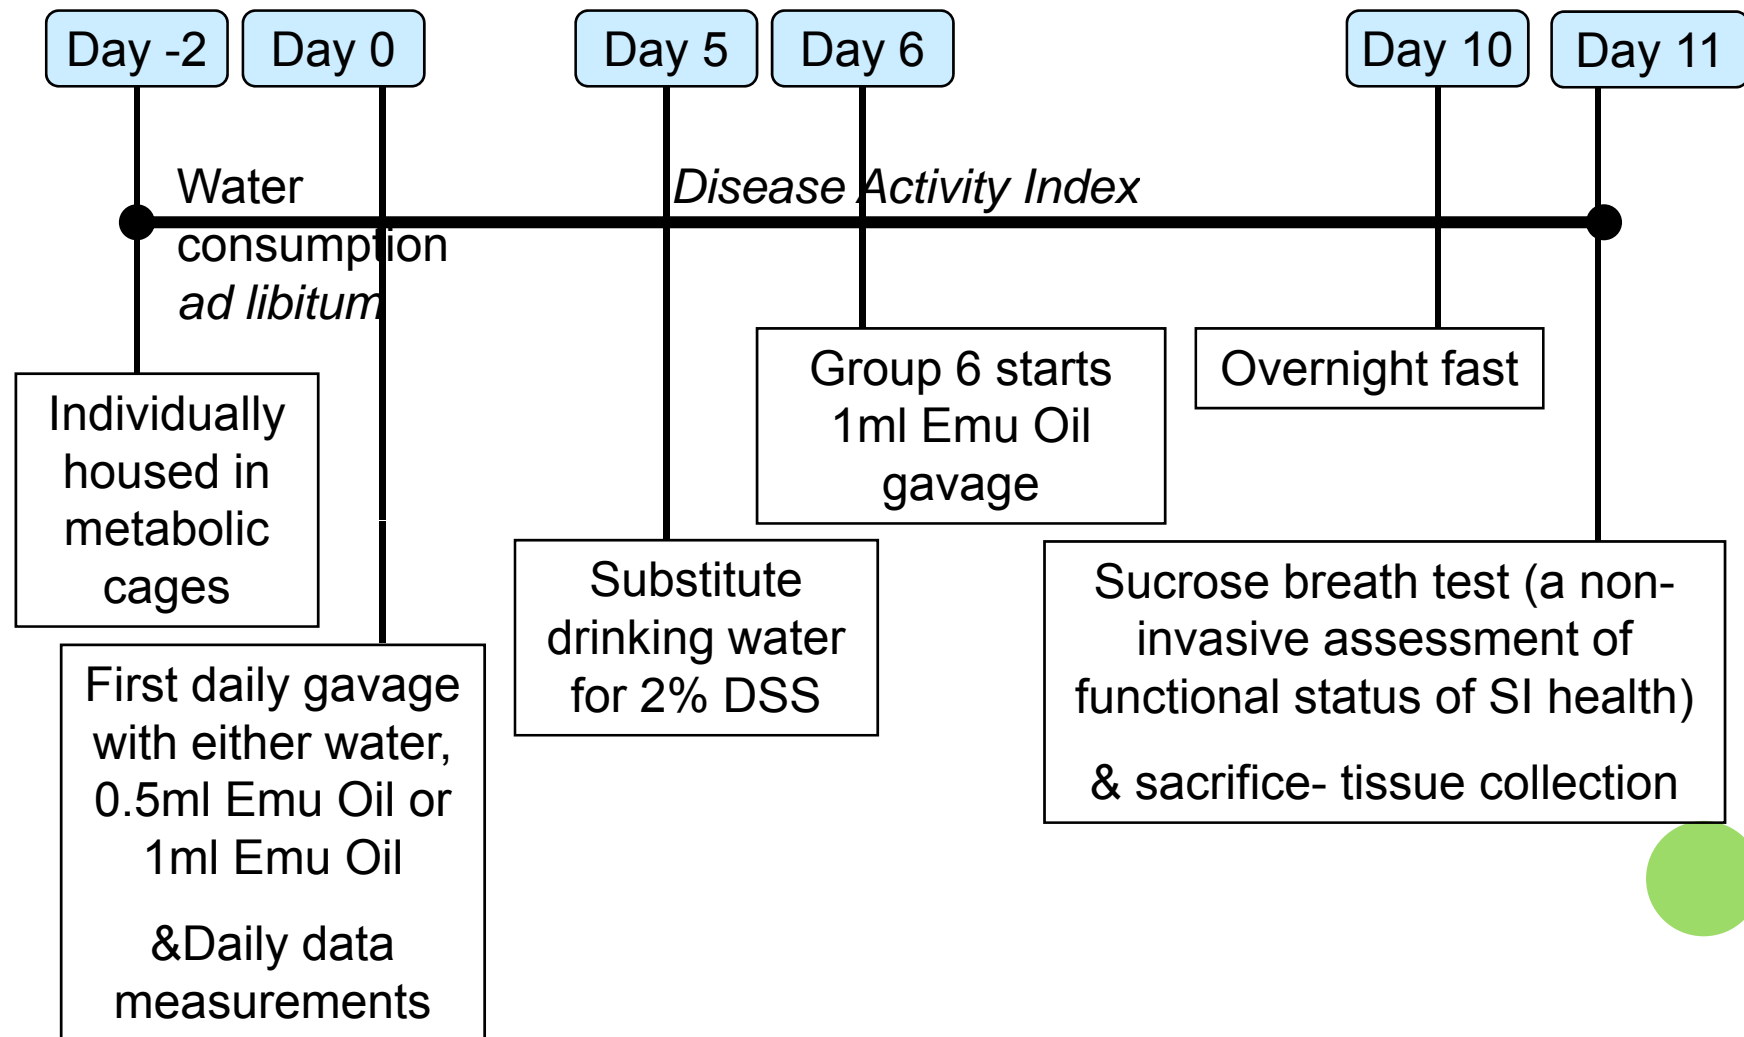 Day -2
Day 0
Day 5
Day 6
Day 10
Day 11
Water
consumption
ad libitum
Disease Activity Index
Individually
housed in
metabolic
cages
First daily gavage
with either water,
0.5ml Emu Oil or
1ml Emu Oil
&Daily data
measurements
Substitute
drinking water
for 2% DSS
Group 6 starts
1ml Emu Oil
gavage
Overnight fast
Sucrose breath test (a non-
invasive assessment of
functional status of SI health)
& sacrifice- tissue collection